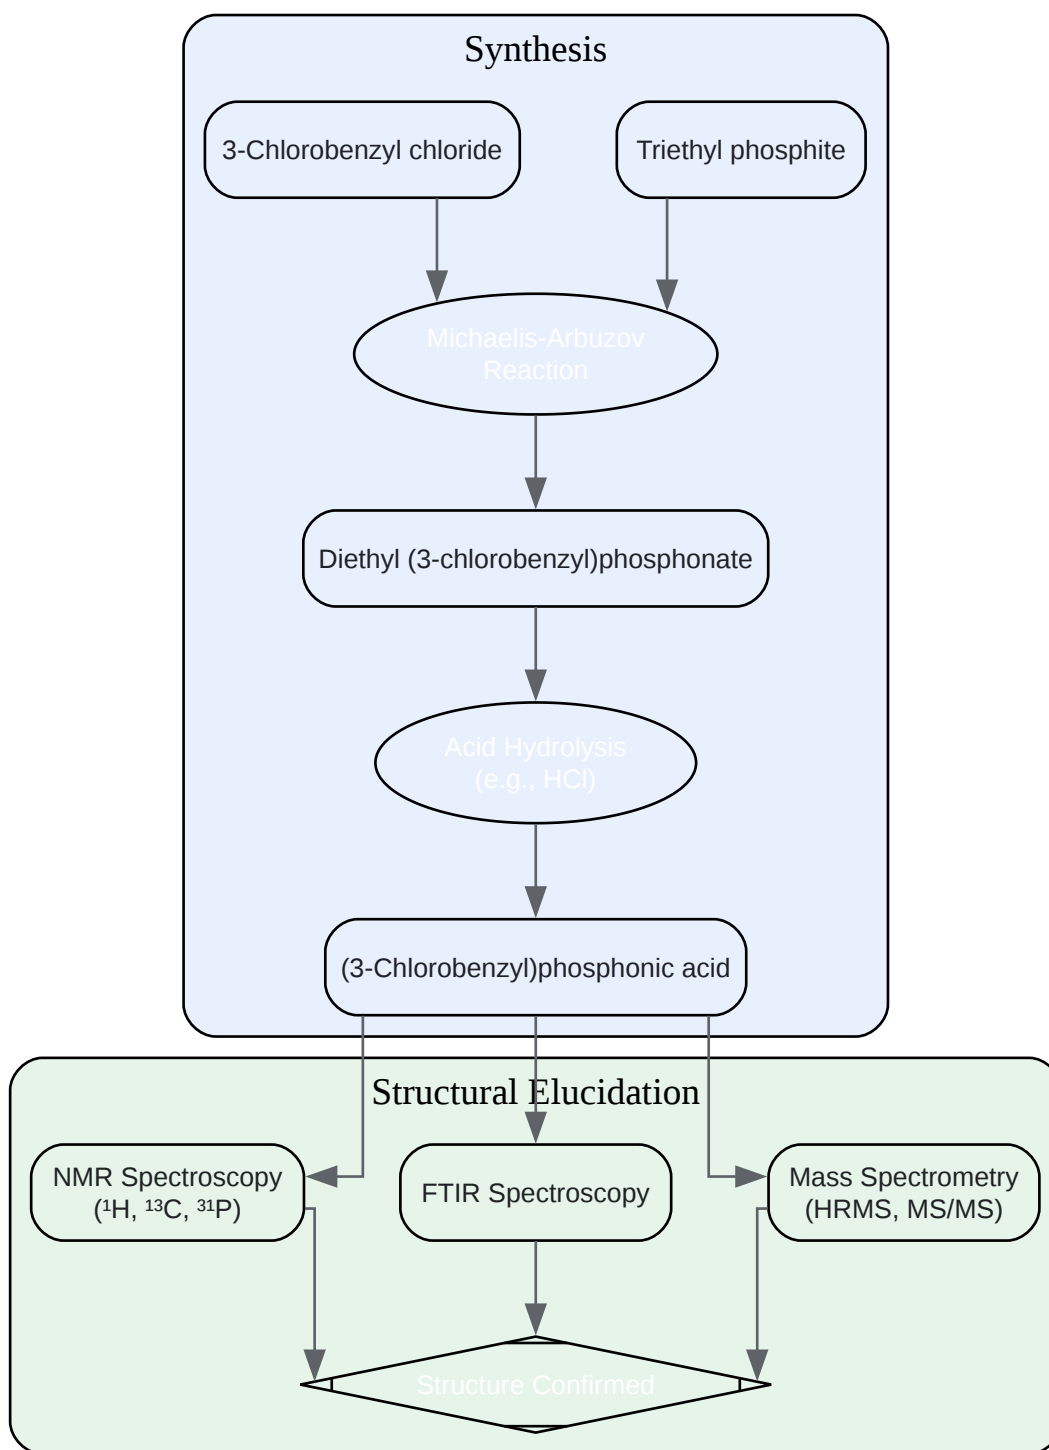 Synthesis
3-Chlorobenzyl chloride
Triethyl phosphite
Michaelis-Arbuzov
Reaction
Diethyl (3-chlorobenzyl)phosphonate
Acid Hydrolysis
(e.g., HCl)
(3-Chlorobenzyl)phosphonic acid
Structural Elucidation
NMR Spectroscopy
(¹H, ¹³C, ³¹P)
FTIR Spectroscopy
Mass Spectrometry
(HRMS, MS/MS)
Structure Confirmed